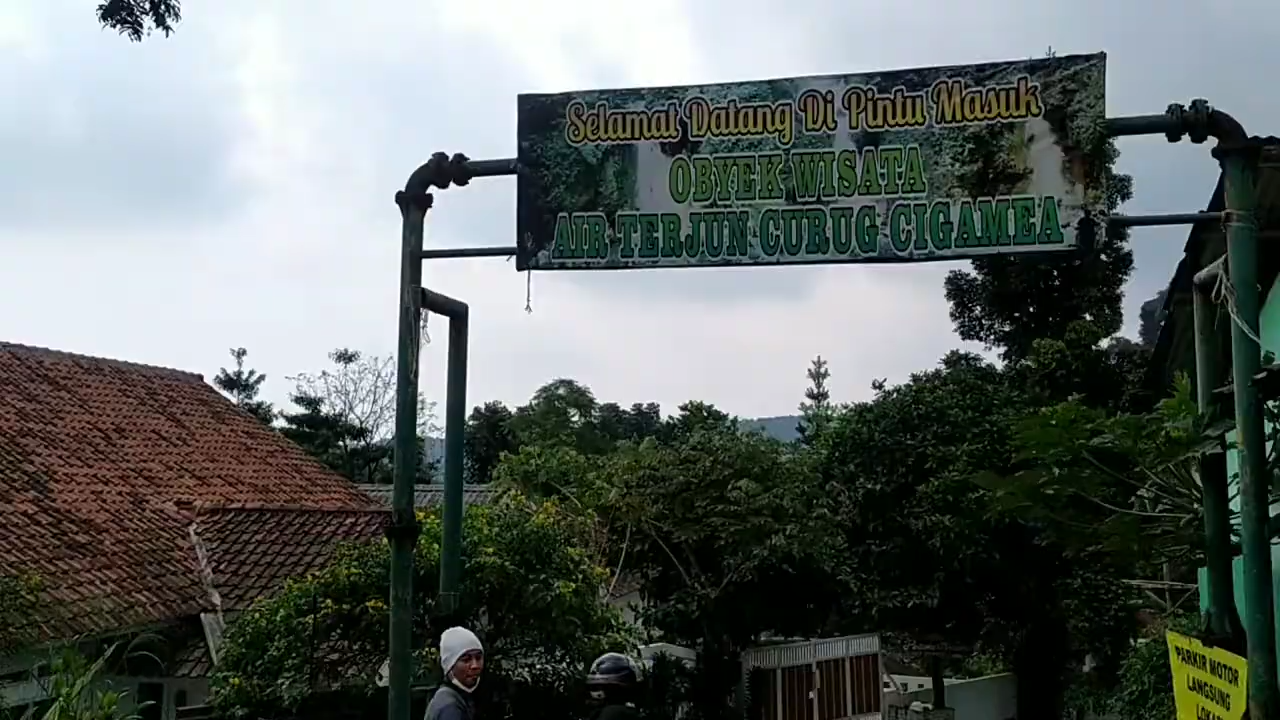 Selamat Datang Di Pintu Masuk
OBYEK WISATA
AIR TERJUN CURUG CIGAMEA
PARKIR MOTOR
LANGSUNG